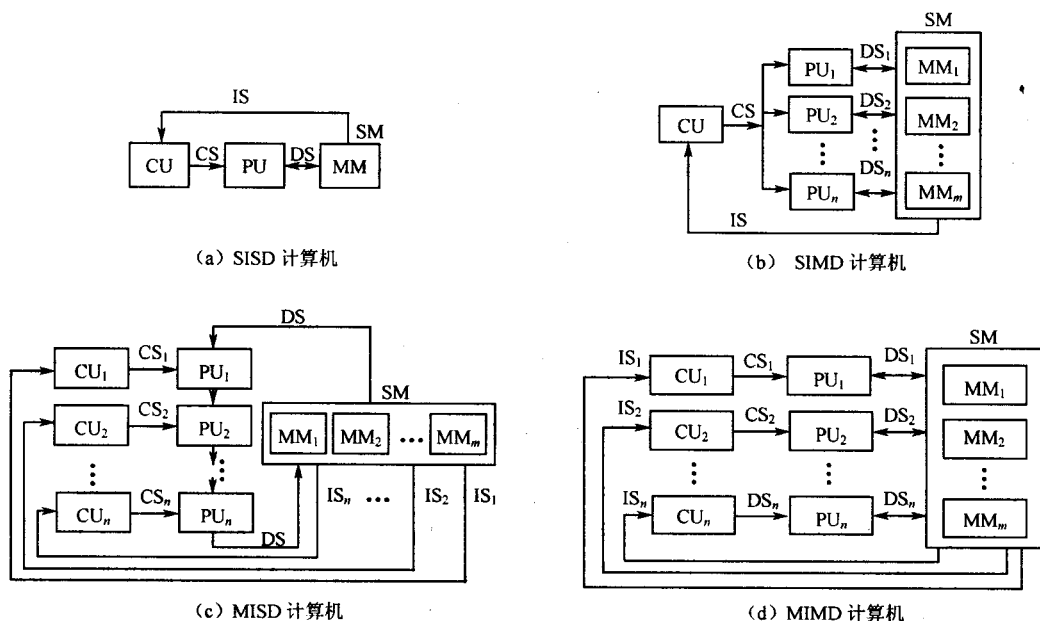 IS
SM
CU
CS
PU
DS
MM
(a) SISD 计算机
SM
CU
CS
PU₁
DS₁
MM₁
PU₂
DS₂
MM₂
PUₙ
DSₙ
MMₘ
IS
(b) SIMD 计算机
DS
CU₁
CS₁
PU₁
SM
CU₂
CS₂
PU₂
MM₁
MM₂
MMₘ
CUₙ
CSₙ
PUₙ
DS
ISₙ
IS₂
IS₁
(c) MISD 计算机
SM
IS₁
CU₁
CS₁
PU₁
DS₁
MM₁
IS₂
CU₂
CS₂
PU₂
DS₂
MM₂
ISₙ
CUₙ
DSₙ
PUₙ
DSₙ
MMₘ
(d) MIMD 计算机